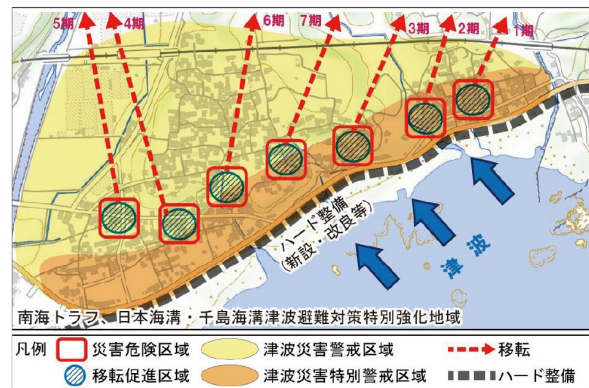 5期
4期
6期
7期
3期
2期
1期
ハード整備
(新設・改良等)
津波
南海トラフ、日本海溝・千島海溝津波避難対策特別強化地域
凡例 災害危険区域 津波災害警戒区域 移転
移転促進区域 津波災害特別警戒区域 ハード整備